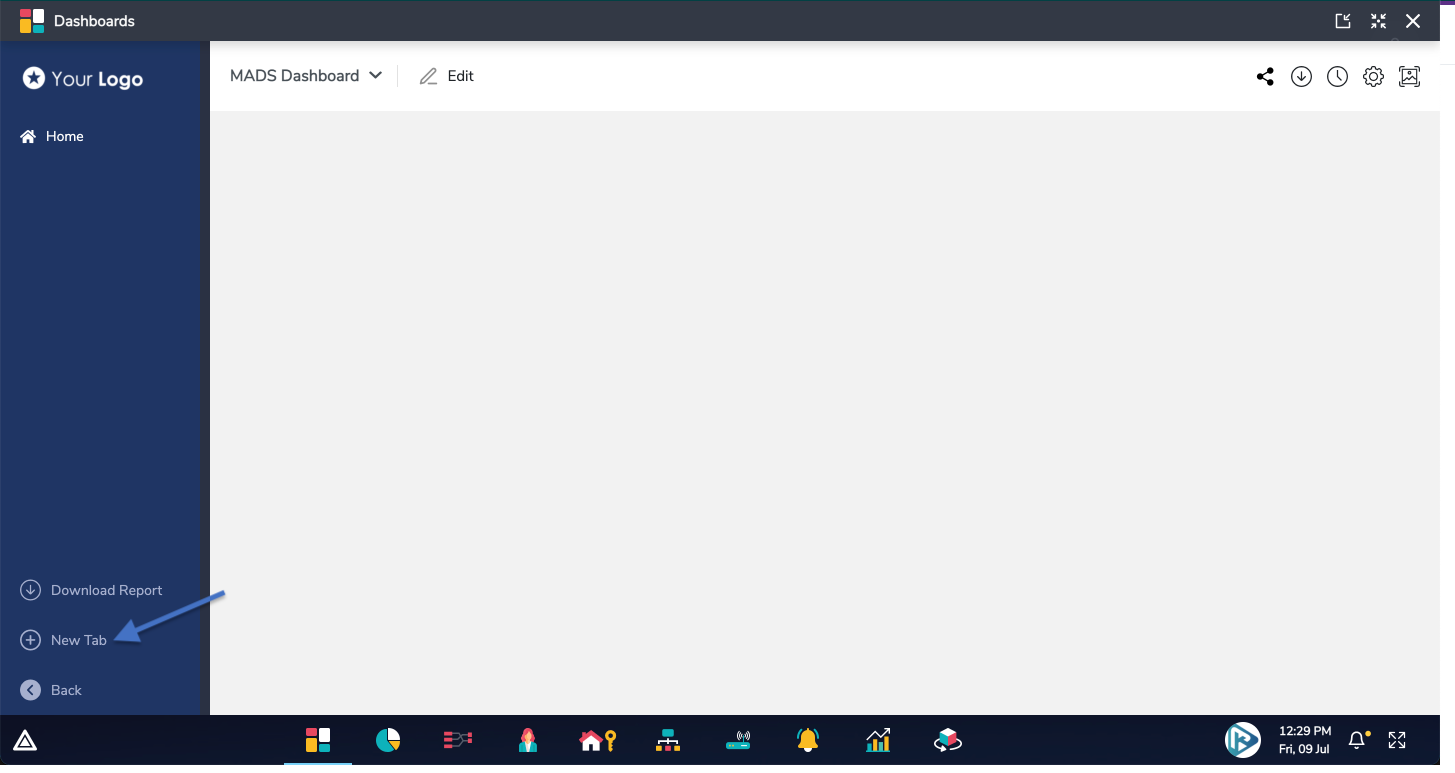 Dashboards
Your Logo
MADS Dashboard
Edit
Home
Download Report
New Tab
Back
12:29 PM
Fri, 09 Jul